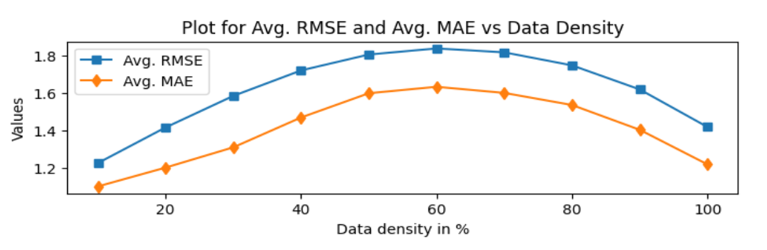 Plot for Avg. RMSE and Avg. MAE vs Data Density
Avg. RMSE
Avg. MAE
Values
1.8
1.6
1.4
1.2
20 40 60 80 100
Data density in %